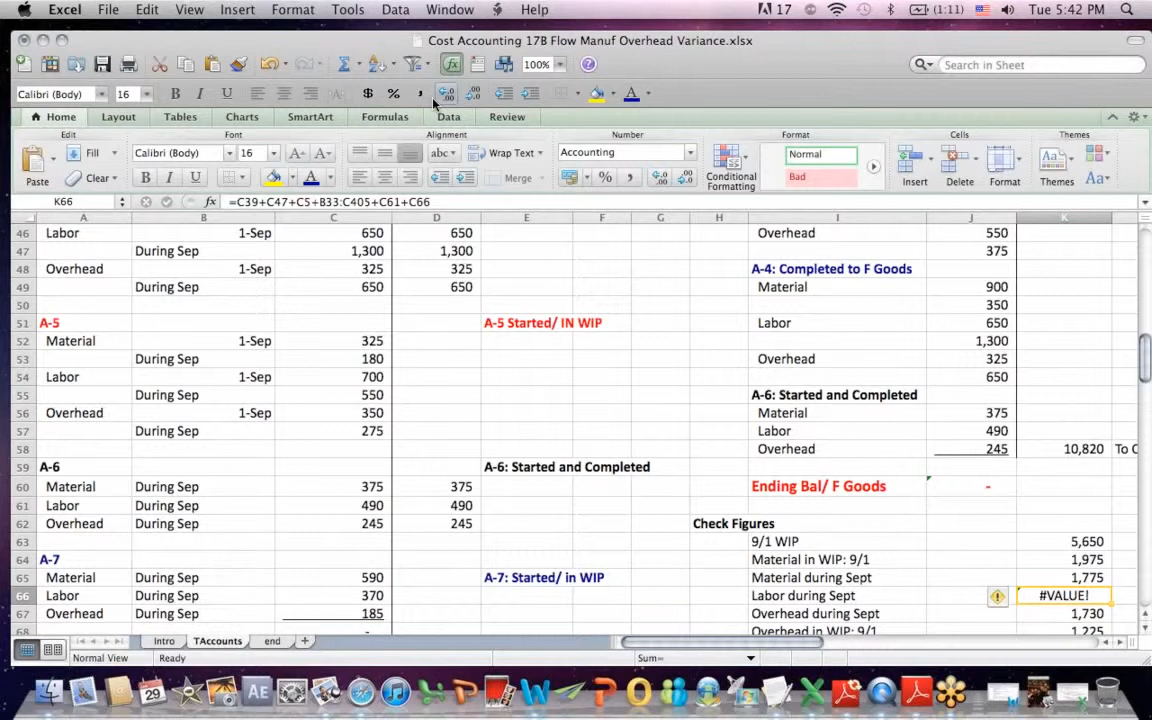 Excel File Edit View Insert Format Tools Data Window Help 17 (1:11) Tue 5:42 PM
Cost Accounting 17B Flow Manuf Overhead Variance.xlsx
fx 100% Search in Sheet
Calibri (Body) 16 B I U $ % , .0 .00 A
Home Layout Tables Charts SmartArt Formulas Data Review
Edit Font Alignment Number Format Cells Themes
Paste Fill Calibri (Body) 16 A A abc Wrap Text Accounting Normal
Clear B I U A Merge % , Conditional Formatting Bad Insert Delete Format Themes Aa
K66 fx =C39+C47+C5+B33:C405+C61+C66
A B C D E F G H I J K
46 Labor 1-Sep 650 650 Overhead 550
47 During Sep 1,300 1,300 375
48 Overhead 1-Sep 325 325 A-4: Completed to F Goods
49 During Sep 650 650 Material 900
50 350
51 A-5 A-5 Started/ IN WIP Labor 650
52 Material 1-Sep 325 1,300
53 During Sep 180 Overhead 325
54 Labor 1-Sep 700 650
55 During Sep 550 A-6: Started and Completed
56 Overhead 1-Sep 350 Material 375
57 During Sep 275 Labor 490
58 Overhead 245 10,820 To C
59 A-6 A-6: Started and Completed
60 Material During Sep 375 375 Ending Bal/ F Goods -
61 Labor During Sep 490 490
62 Overhead During Sep 245 245 Check Figures
63 9/1 WIP 5,650
64 A-7 Material in WIP: 9/1 1,975
65 Material During Sep 590 A-7: Started/ in WIP Material during Sept 1,775
66 Labor During Sep 370 Labor during Sept #VALUE!
67 Overhead During Sep 185 Overhead during Sept 1,730
68 - Overhead in WIP: 9/1 1,225
Intro TAccounts end +
Normal View Ready Sum=